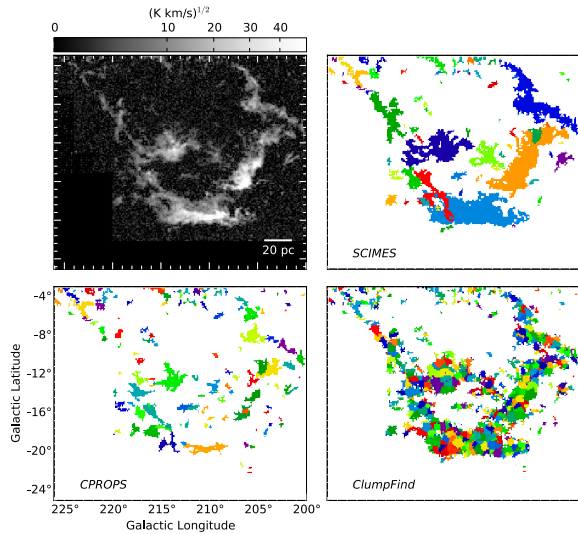 (K km/s)^{1/2}
0 10 20 40
20 pc
SCIMES
-4°
-8°
-12°
-16°
-20°
-24°
Galactic Latitude
CPROPS
ClumpFind
225° 220° 215° 210° 205° 200°
Galactic Longitude